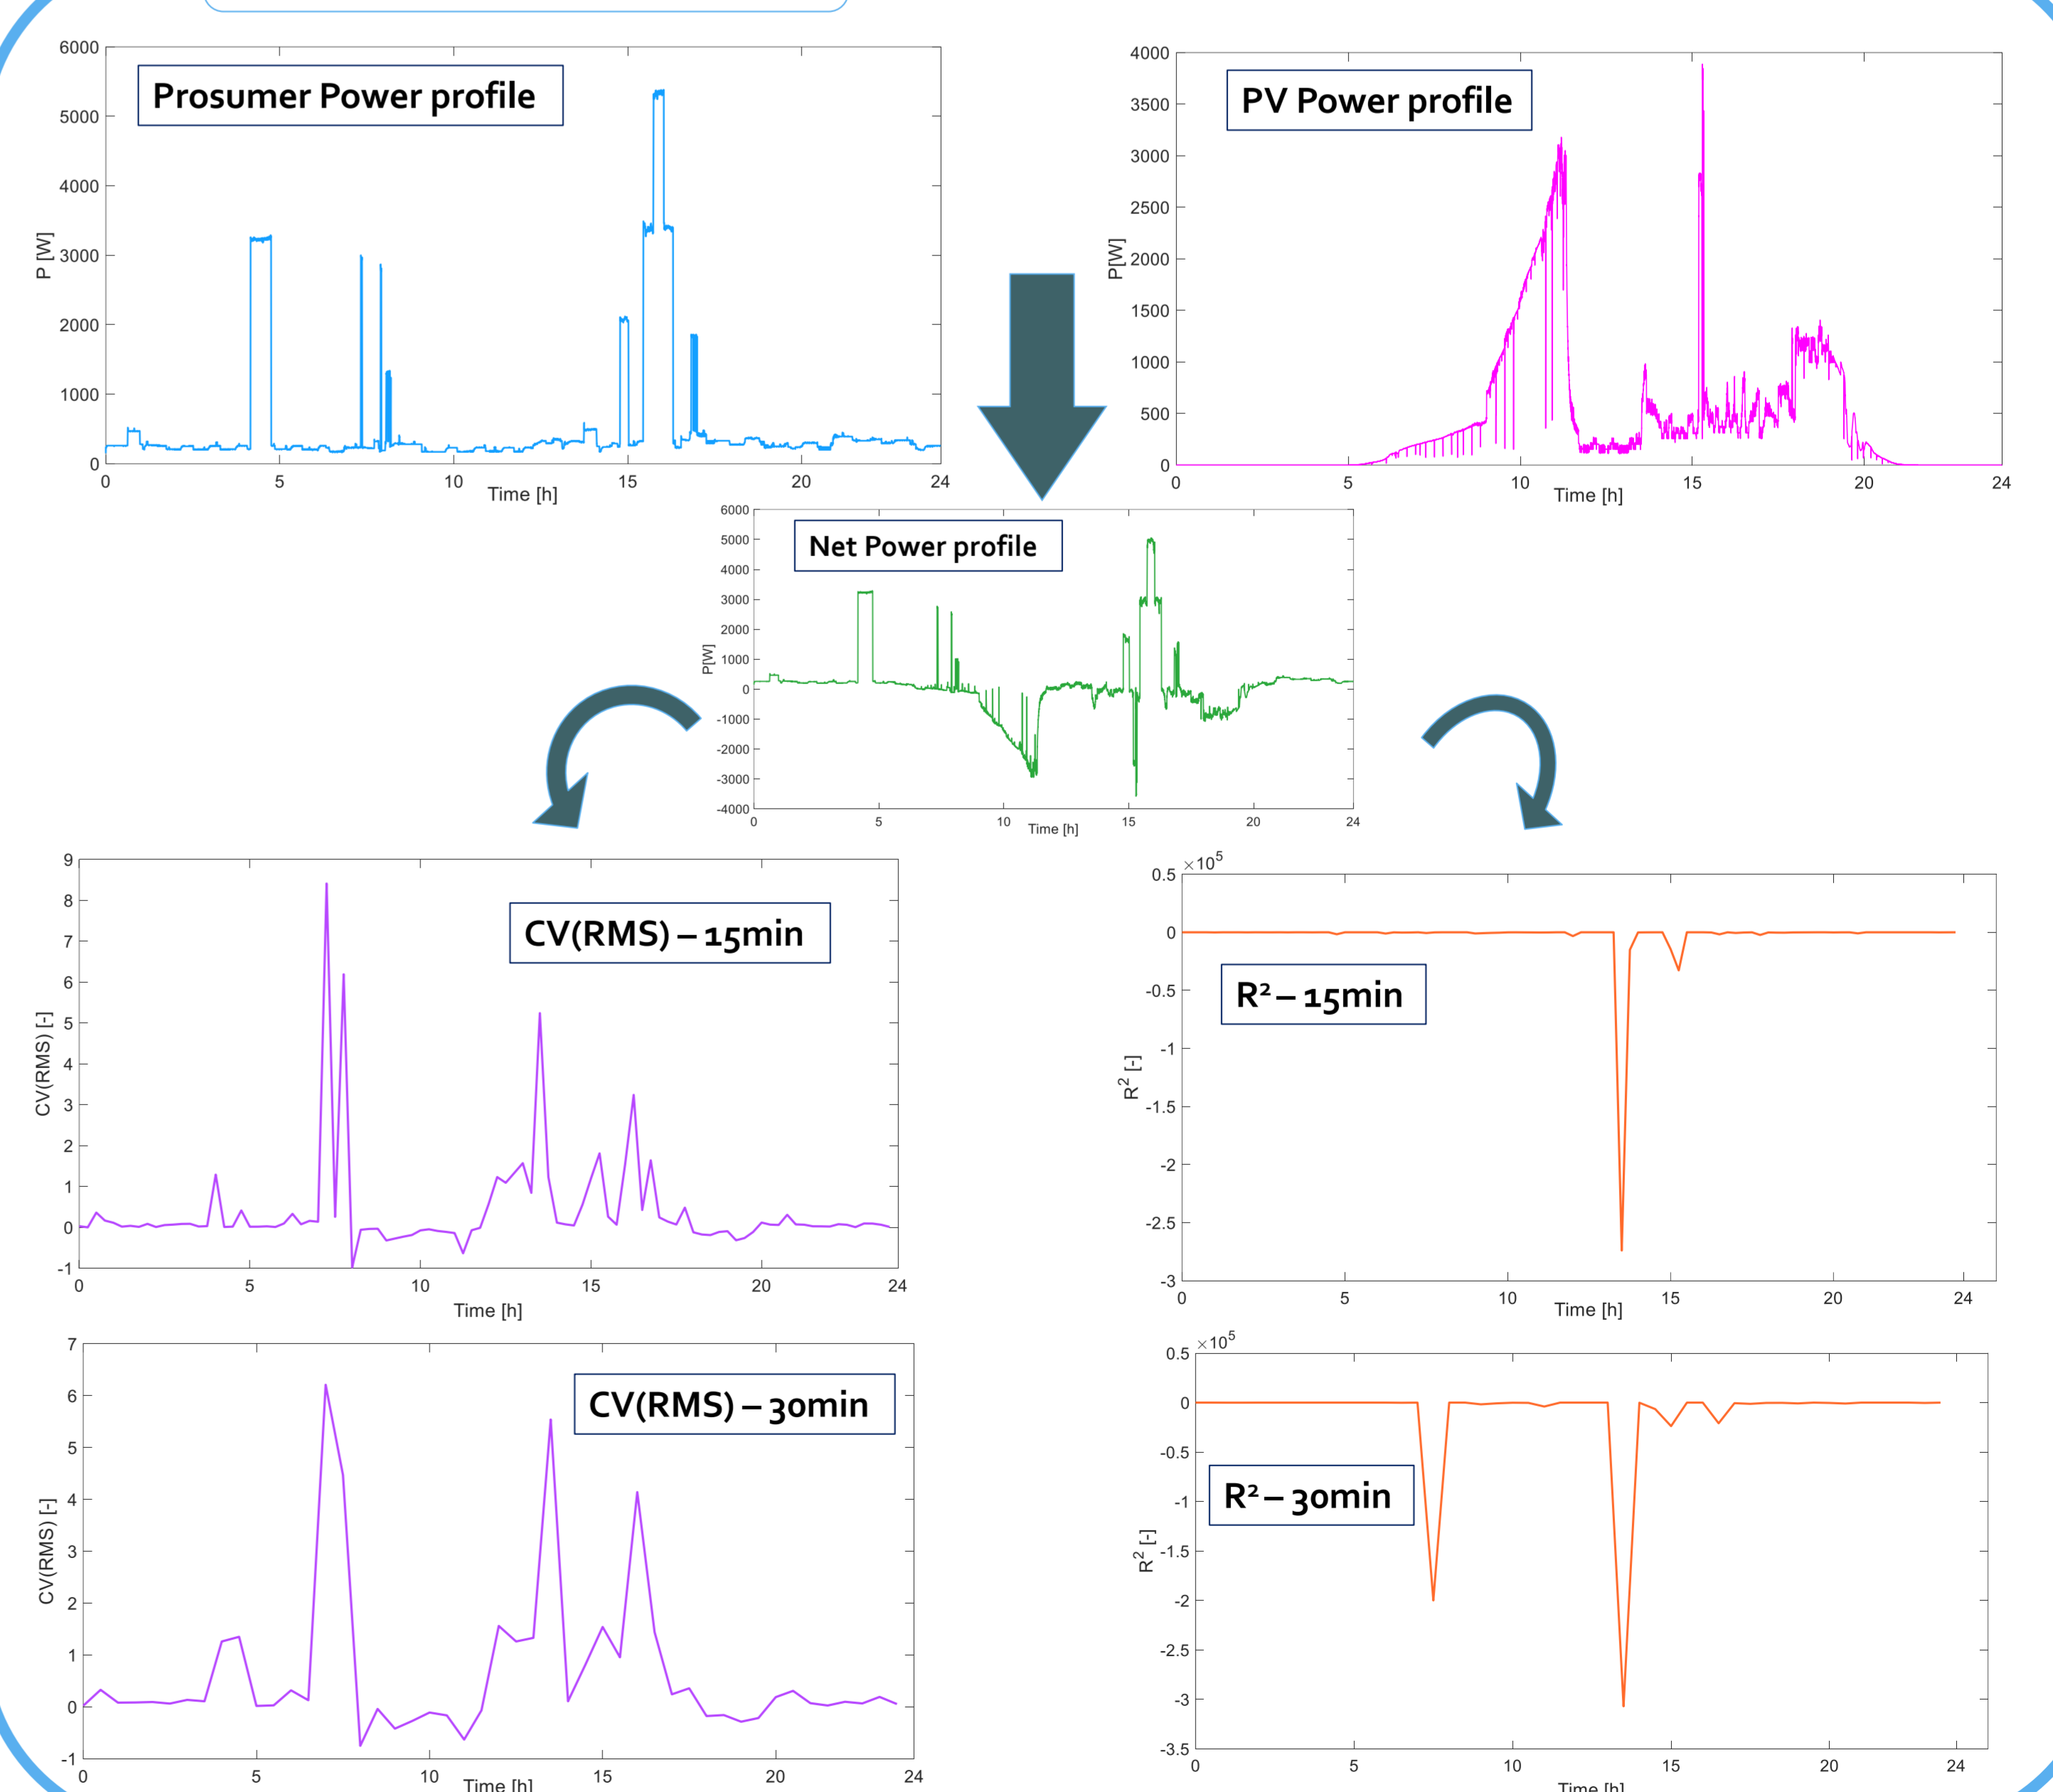 6000
5000
4000
3000
2000
1000
0
P [W]
Prosumer Power profile
0 5 10 15 20 24
Time [h]
4000
3500
3000
2500
2000
1500
1000
500
0
P[W]
PV Power profile
0 5 10 15 20 24
Time [h]
6000
5000
4000
3000
2000
1000
0
-1000
-2000
-3000
-4000
P[W]
Net Power profile
0 5 10 15 20 24
Time [h]
9
8
7
6
5
4
3
2
1
0
-1
CV(RMS) [-]
CV(RMS) – 15min
0 5 10 15 20 24
Time [h]
×10⁵
0.5
0
-0.5
-1
-1.5
-2
-2.5
-3
R² [-]
R² – 15min
0 5 10 15 20 24
Time [h]
7
6
5
4
3
2
1
0
-1
CV(RMS) [-]
CV(RMS) – 30min
0 5 10 15 20 24
Time [h]
×10⁵
0.5
0
-0.5
-1
-1.5
-2
-2.5
-3
-3.5
R² [-]
R² – 30min
0 5 10 15 20 24
Time [h]